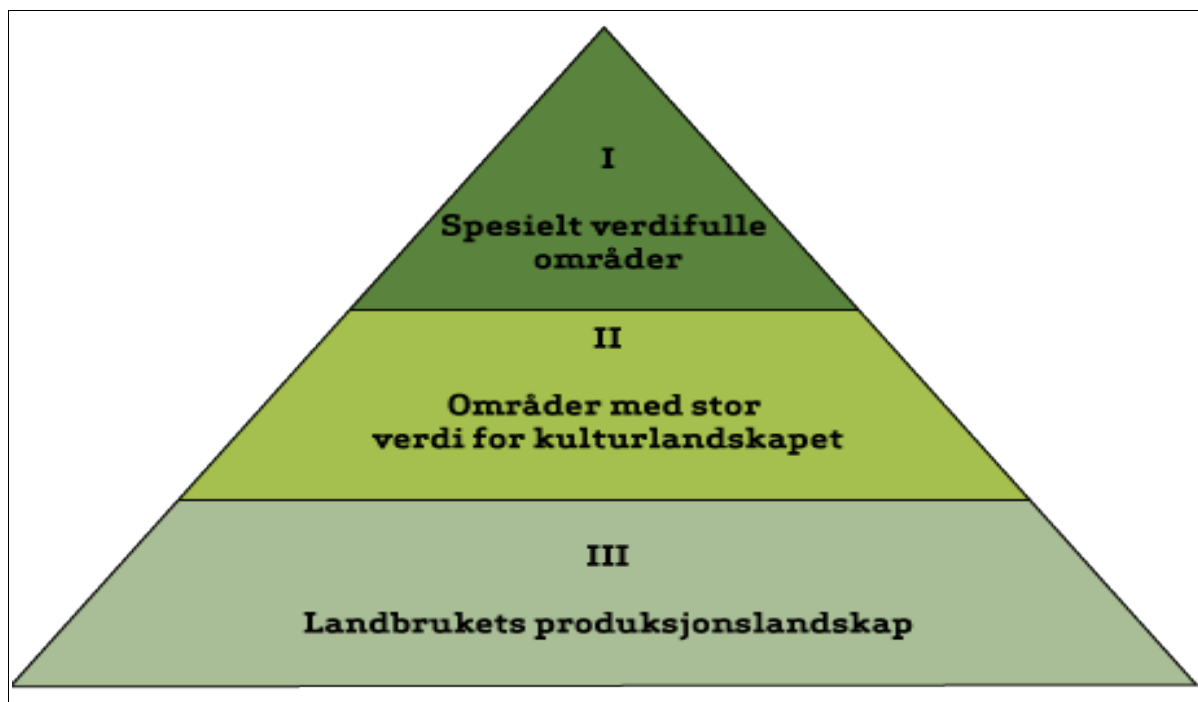 I
Spesielt verdifulle
områder
II
Områder med stor
verdi for kulturlandskapet
III
Landbrukets produksjonslandskap